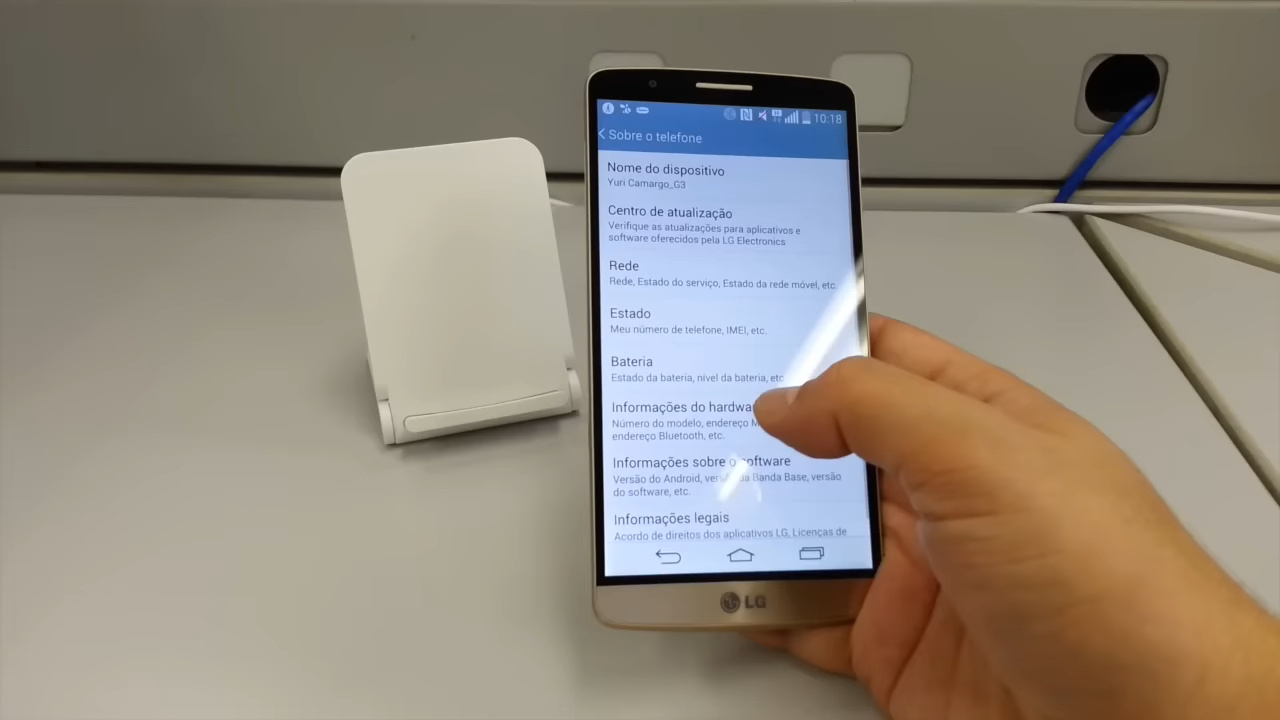 10:18
Sobre o telefone
Nome do dispositivo
Yuri Camargo_G3
Centro de atualização
Verifique as atualizações para aplicativos e
software oferecidos pela LG Electronics
Rede
Rede, Estado do serviço, Estado da rede móvel, etc.
Estado
Meu número de telefone, IMEI, etc.
Bateria
Estado da bateria, nível da bateria, etc
Informações do hardwa
Número do modelo, endereço M
endereço Bluetooth, etc.
Informações sobre o software
Versão do Android, da Banda Base, versão
do software, etc.
Informações legais
Acordo de direitos dos aplicativos LG, Licenças de
LG